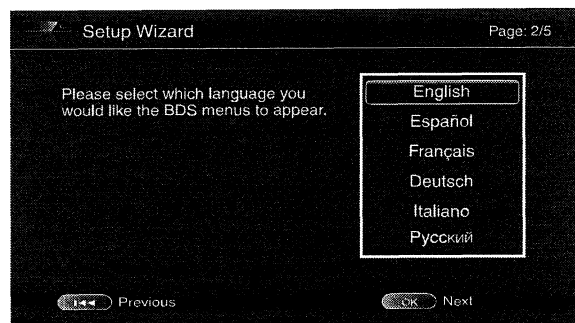 Setup Wizard
Page: 2/5
Please select which language you
would like the BDS menus to appear.
English
Español
Français
Deutsch
Italiano
Русский
Previous
OK Next